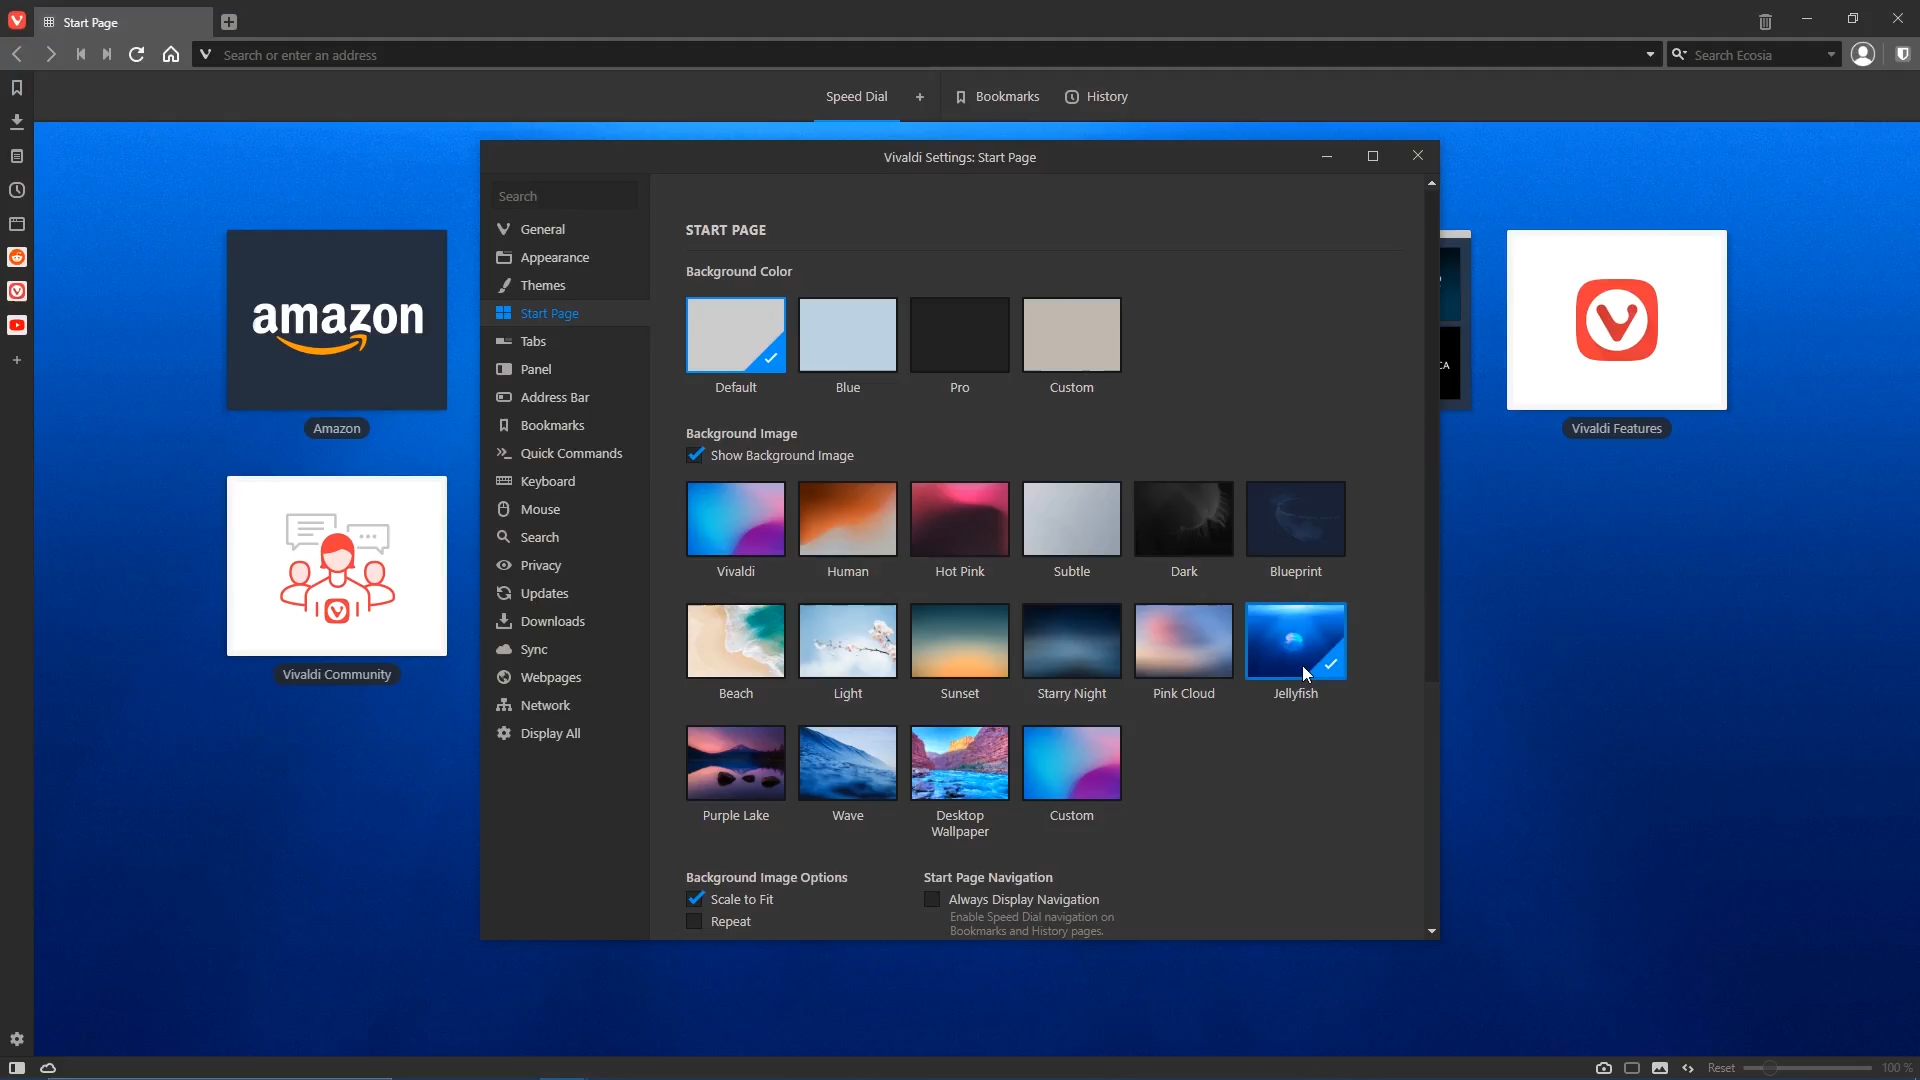 Start Page
Search or enter an address
Search Ecosia
Speed Dial
Bookmarks
History
Vivaldi Settings: Start Page
Search
General
Appearance
Themes
Start Page
Tabs
Panel
Address Bar
Bookmarks
Quick Commands
Keyboard
Mouse
Search
Privacy
Updates
Downloads
Sync
Webpages
Network
Display All
START PAGE
Background Color
Default
Blue
Pro
Custom
Background Image
Show Background Image
Vivaldi
Human
Hot Pink
Subtle
Dark
Blueprint
Beach
Light
Sunset
Starry Night
Pink Cloud
Jellyfish
Purple Lake
Wave
Desktop
Wallpaper
Custom
Background Image Options
Scale to Fit
Repeat
Start Page Navigation
Always Display Navigation
Enable Speed Dial navigation on
Bookmarks and History pages.
amazon
Amazon
Vivaldi Community
CA
Vivaldi Features
Reset
100 %